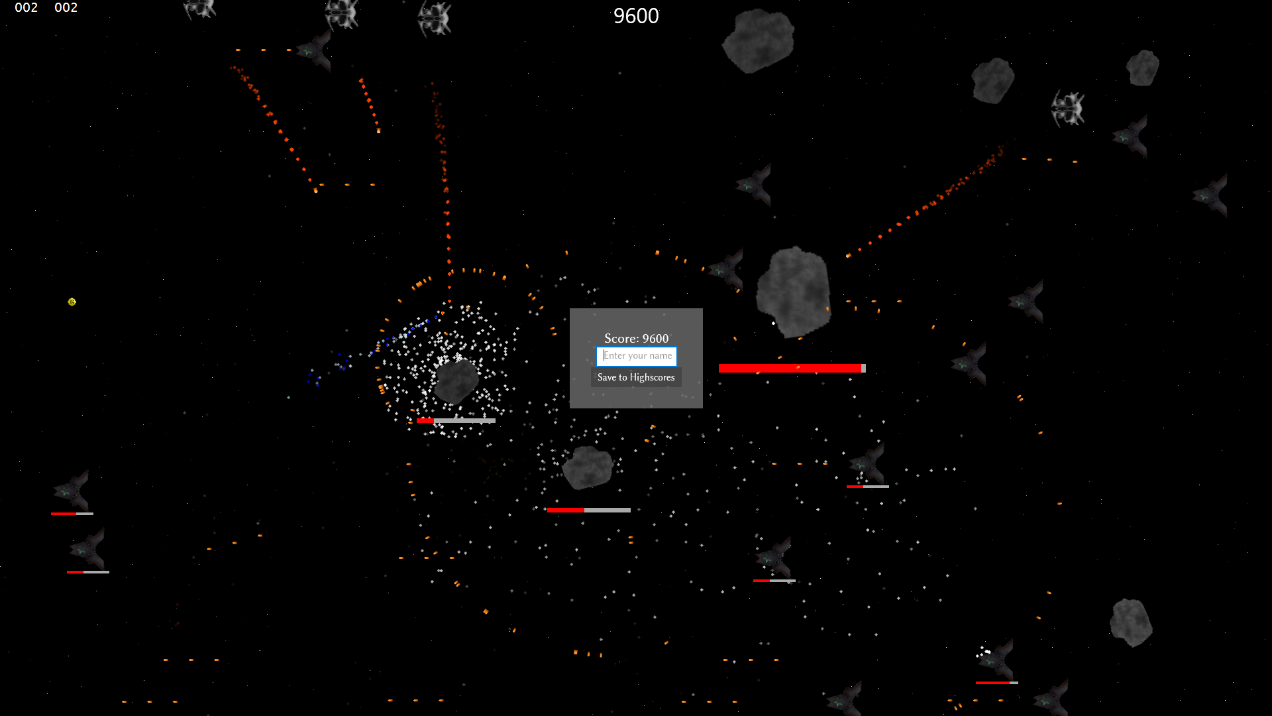 002 002
9600
Score: 9600
Enter your name
Save to Highscores